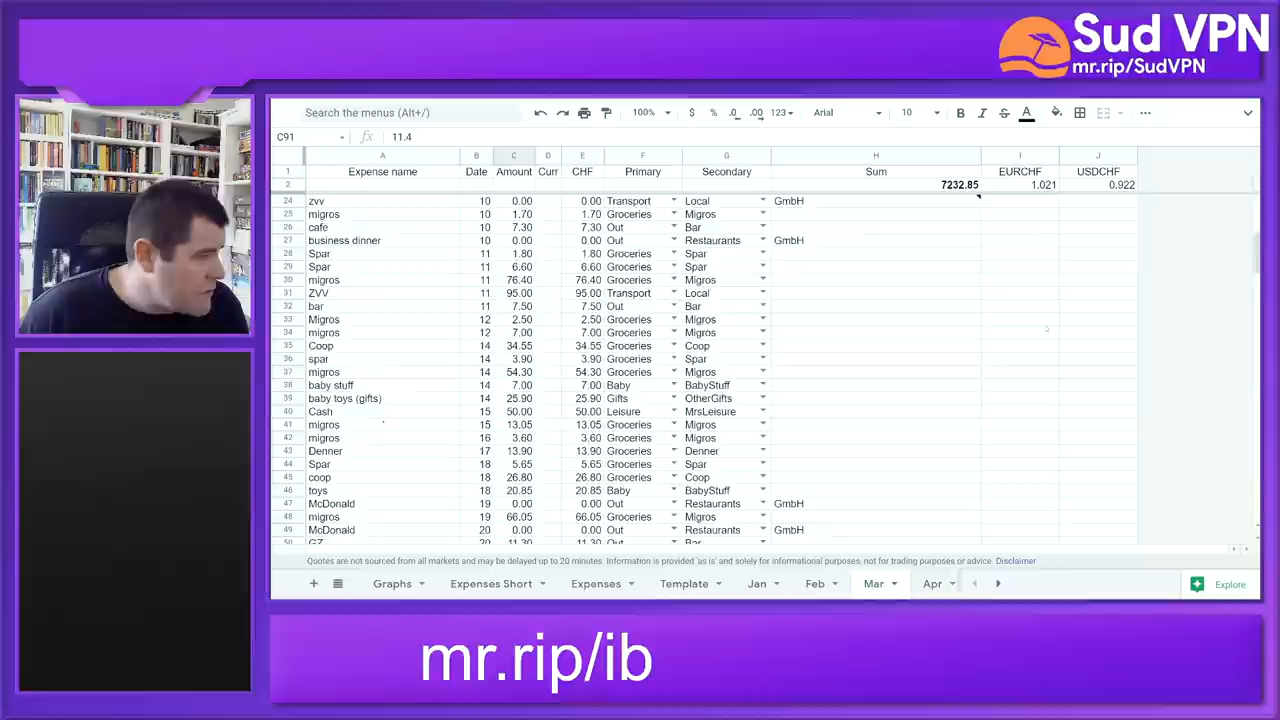 Sud VPN
mr.rip/SudVPN
Search the menus (Alt+/) 100% $ % .0 .00 123 Arial 10 B I S A
C91 fx 11.4
A B C D E F G H I J
1 Expense name Date Amount Curr CHF Primary Secondary Sum EURCHF USDCHF
2 7232.85 1.021 0.922
24 zvv 10 0.00 0.00 Transport Local GmbH
25 migros 10 1.70 1.70 Groceries Migros
26 cafe 10 7.30 7.30 Out Bar
27 business dinner 10 0.00 0.00 Out Restaurants GmbH
28 Spar 11 1.80 1.80 Groceries Spar
29 Spar 11 6.60 6.60 Groceries Spar
30 migros 11 76.40 76.40 Groceries Migros
31 ZVV 11 95.00 95.00 Transport Local
32 bar 11 7.50 7.50 Out Bar
33 Migros 12 2.50 2.50 Groceries Migros
34 migros 12 7.00 7.00 Groceries Migros
35 Coop 14 34.55 34.55 Groceries Coop
36 spar 14 3.90 3.90 Groceries Spar
37 migros 14 54.30 54.30 Groceries Migros
38 baby stuff 14 7.00 7.00 Baby BabyStuff
39 baby toys (gifts) 14 25.90 25.90 Gifts OtherGifts
40 Cash 15 50.00 50.00 Leisure MrsLeisure
41 migros 15 13.05 13.05 Groceries Migros
42 migros 16 3.60 3.60 Groceries Migros
43 Denner 17 13.90 13.90 Groceries Denner
44 Spar 18 5.65 5.65 Groceries Spar
45 coop 18 26.80 26.80 Groceries Coop
46 toys 18 20.85 20.85 Baby BabyStuff
47 McDonald 19 0.00 0.00 Out Restaurants GmbH
48 migros 19 66.05 66.05 Groceries Migros
49 McDonald 20 0.00 0.00 Out Restaurants GmbH
50 GZ 20 11.30 11.30 Out Bar
Quotes are not sourced from all markets and may be delayed up to 20 minutes. Information is provided 'as is' and solely for informational purposes, not for trading purposes or advice. Disclaimer
+ Graphs Expenses Short Expenses Template Jan Feb Mar Apr Explore
mr.rip/ib